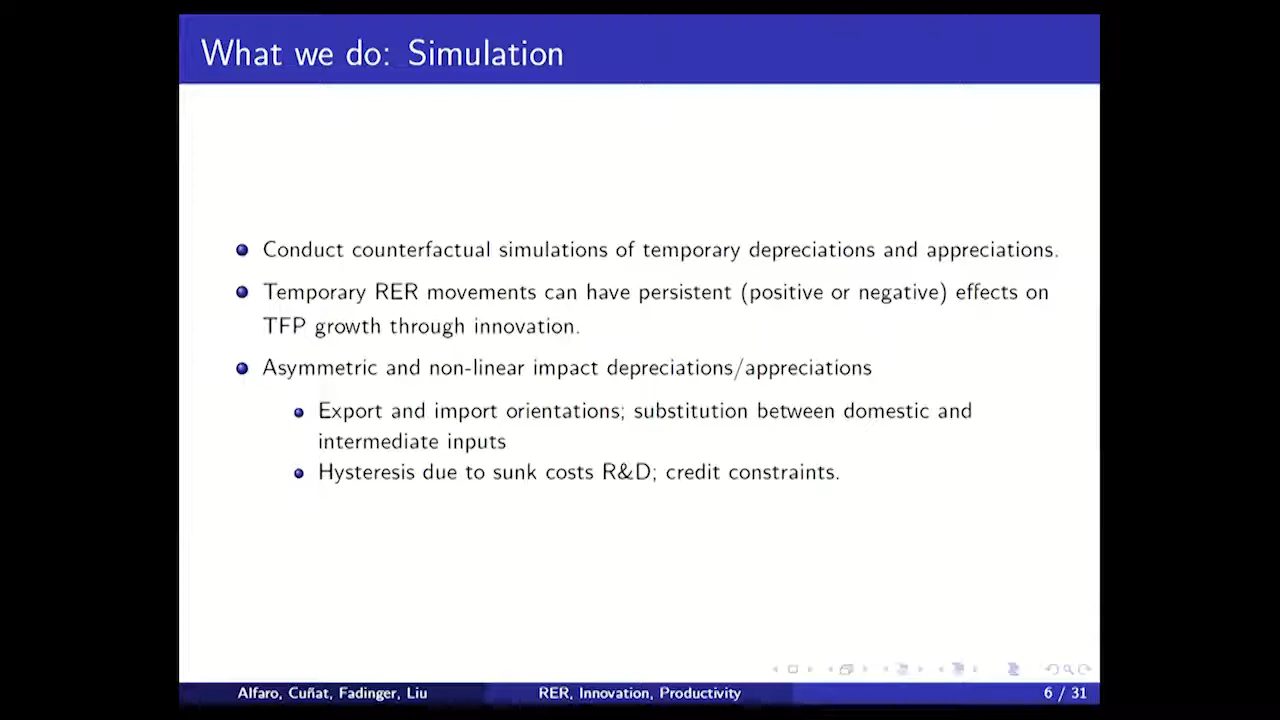 What we do: Simulation
Conduct counterfactual simulations of temporary depreciations and appreciations.
Temporary RER movements can have persistent (positive or negative) effects on
TFP growth through innovation.
Asymmetric and non-linear impact depreciations/appreciations
Export and import orientations; substitution between domestic and
intermediate inputs
Hysteresis due to sunk costs R&D; credit constraints.
Alfaro, Cuñat, Fadinger, Liu
RER, Innovation, Productivity
6 / 31